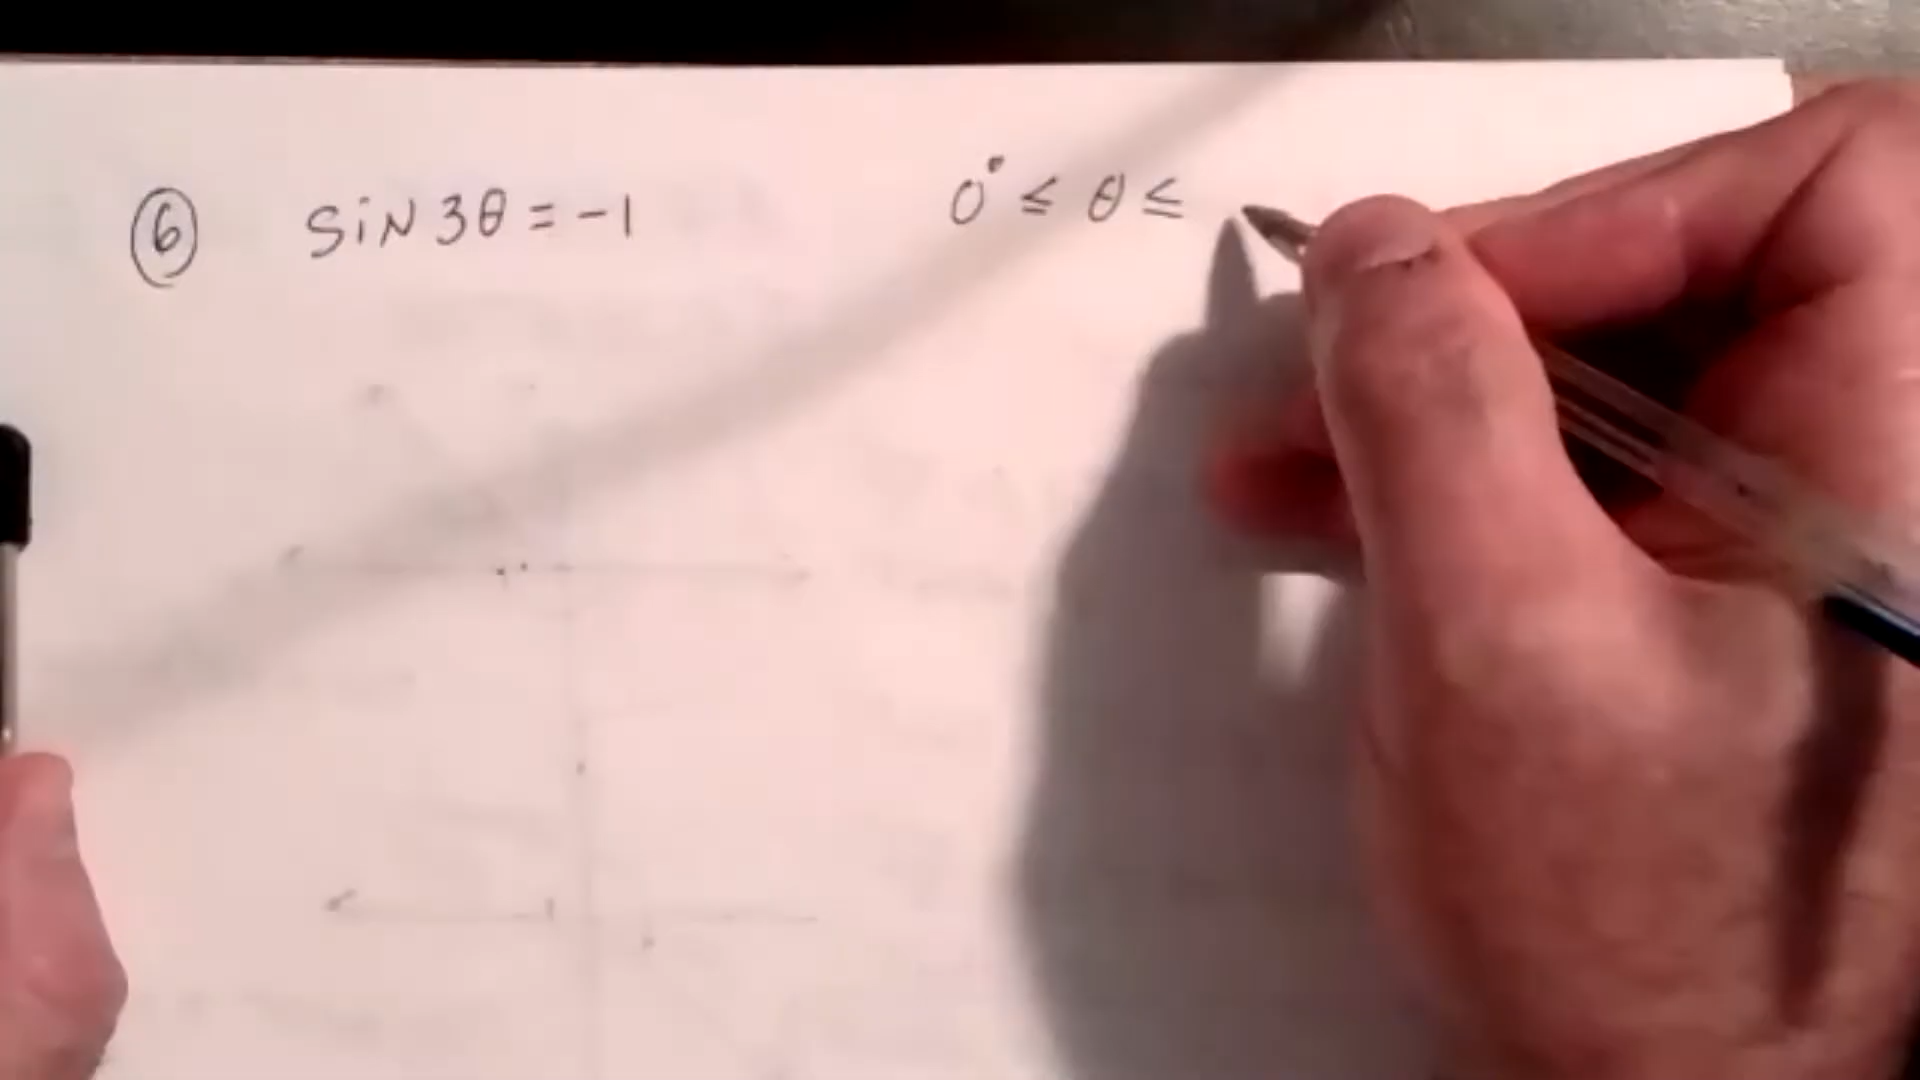 ⑥ SiN 3θ = -1 0° ≤ θ ≤